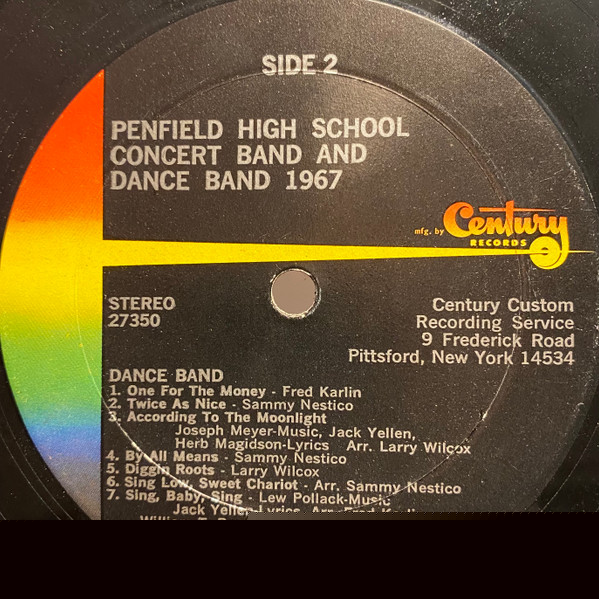 SIDE 2
PENFIELD HIGH SCHOOL
CONCERT BAND AND
DANCE BAND 1967
mfg. by Century
RECORDS
STEREO
27350
Century Custom
Recording Service
9 Frederick Road
Pittsford, New York 14534
DANCE BAND
1. One For The Money - Fred Karlin
2. Twice As Nice - Sammy Nestico
3. According To The Moonlight
Joseph Meyer-Music, Jack Yellen,
Herb Magidson-Lyrics Arr. Larry Wilcox
4. By All Means - Sammy Nestico
5. Diggin Roots - Larry Wilcox
6. Sing Low, Sweet Chariot - Arr. Sammy Nestico
7. Sing, Baby, Sing - Lew Pollack-Music
Jack Yellen-Lyrics Arr. Fred